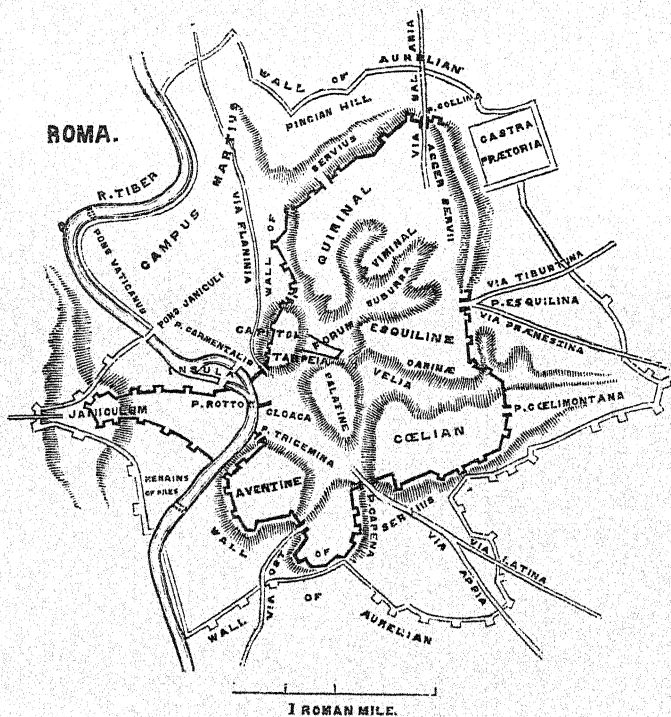 ROMA.
WALL OF AURELIAN
PINCIAN HILL
VIA SALARIA
P. COLLINA
CASTRA
PRÆTORIA
R. TIBER
CAMPUS MARTIUS
VIA FLAMINIA
WALL OF SERVIUS
AGGER SERVII
QUIRINAL
VIMINAL
SUBURRA
PONS VATICANUS
PONS JANICULI
P. CARMENTALIS
CAPITOL
TARPEIA
FORUM
ESQUILINE
VIA TIBURTINA
P. ESQUILINA
VIA PRÆNESTINA
CARINÆ
VELIA
INSULA
JANICULUM
P. ROTTO
CLOACA
PALATINE
CŒLIAN
P. CŒLIMONTANA
P. TRIGEMINA
REMAINS
OF PILES
AVENTINE
P. CAPENA
WALL OF SERVIUS
VIA OST
VIA APPIA
VIA LATINA
WALL OF AURELIAN
1 ROMAN MILE.